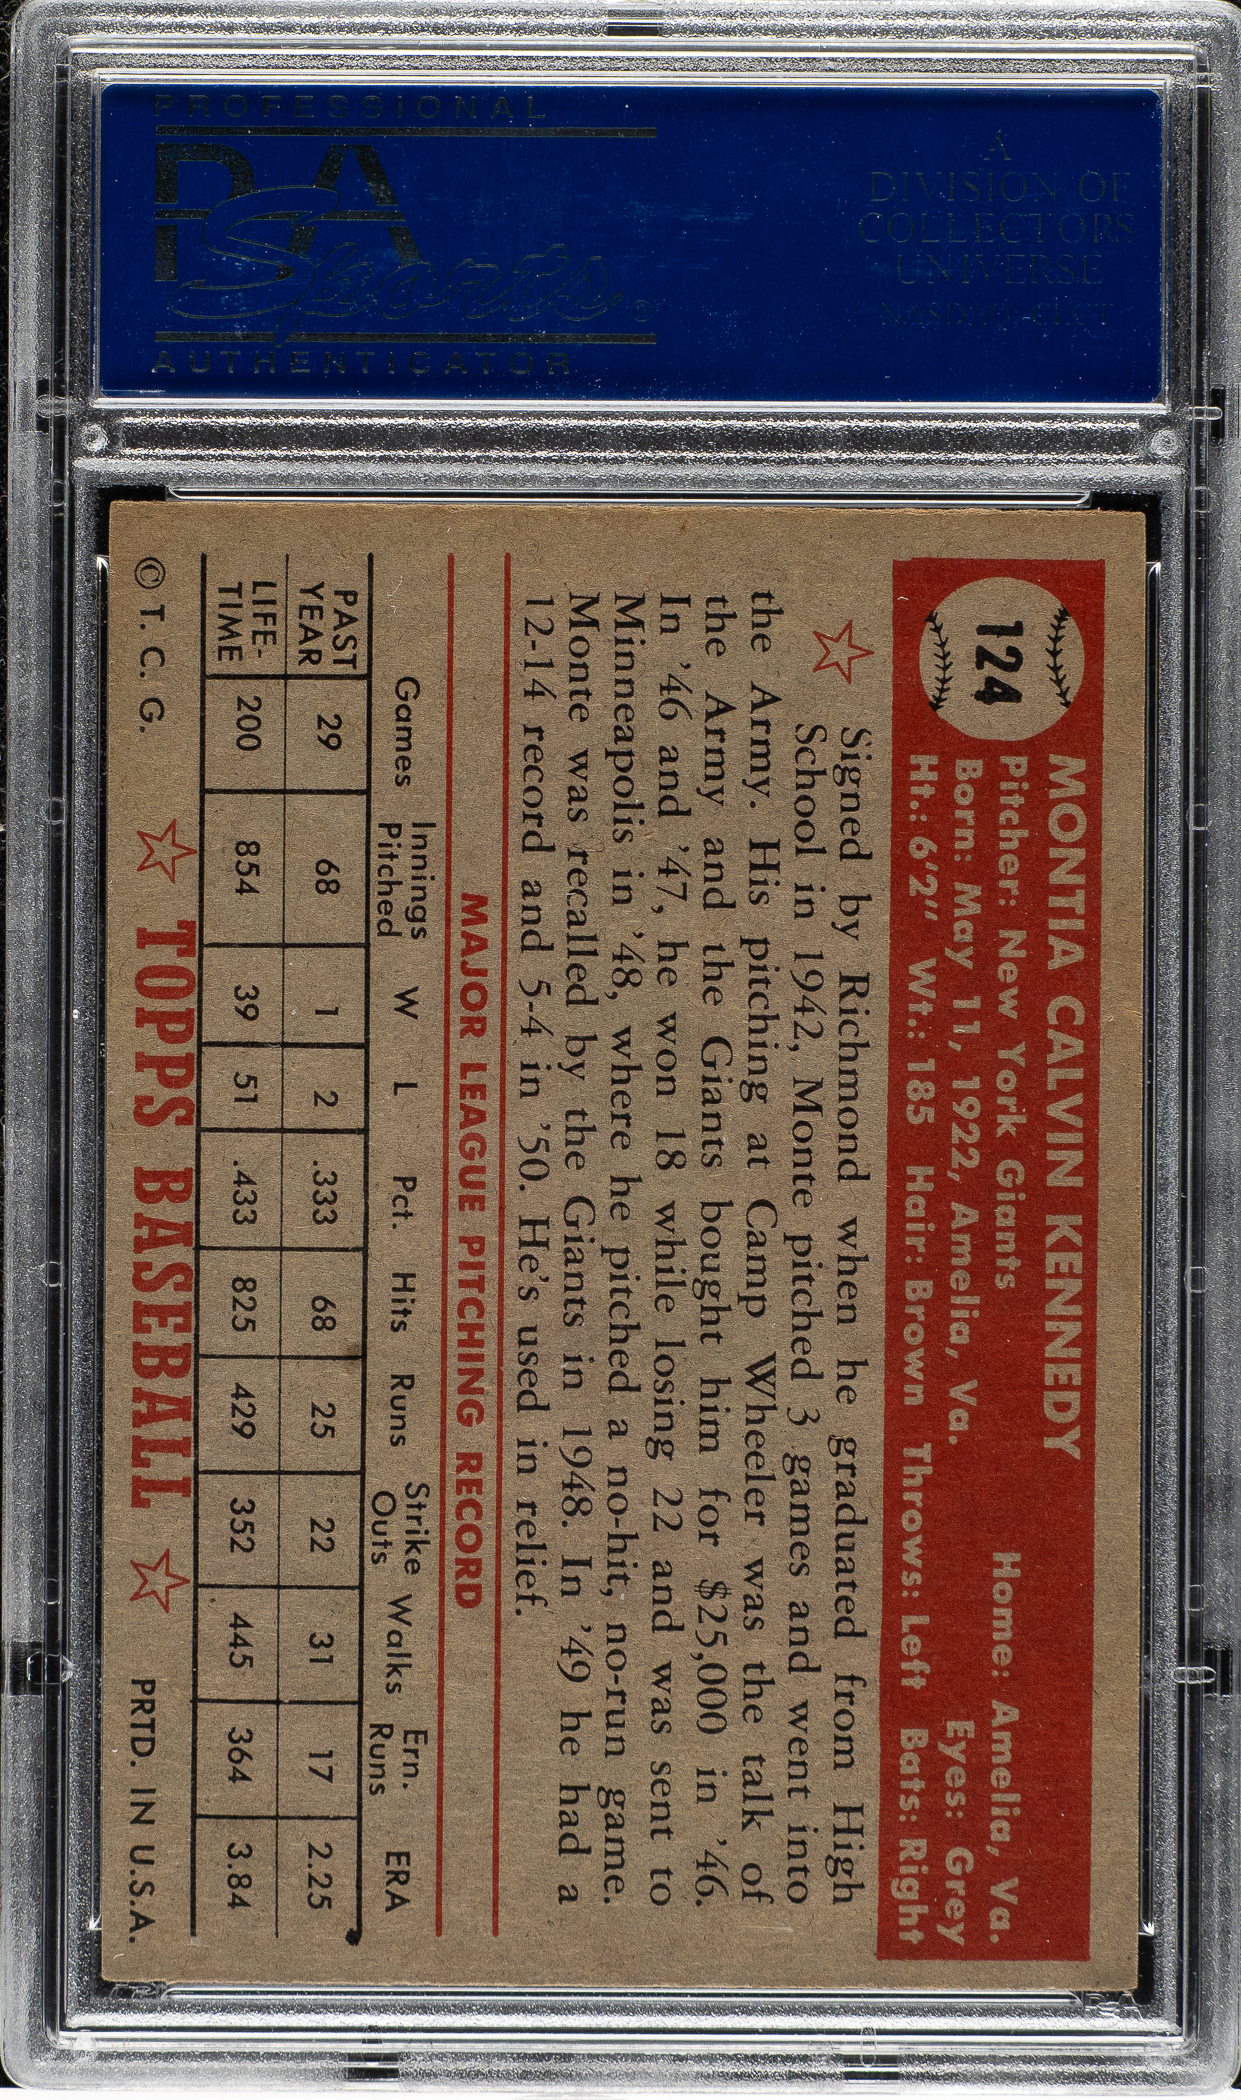 PROFESSIONAL
PSA
Sports
AUTHENTICATOR
A
DIVISION OF
COLLECTORS
UNIVERSE
NASDAQ: CLCT
124
MONTIA CALVIN KENNEDY
Pitcher: New York Giants Home: Amelia, Va.
Born: May 11, 1922, Amelia, Va. Eyes: Grey
Ht.: 6'2" Wt.: 185 Hair: Brown Throws: Left Bats: Right
Signed by Richmond when he graduated from High
School in 1942, Monte pitched 3 games and went into
the Army. His pitching at Camp Wheeler was the talk of
the Army and the Giants bought him for $25,000 in '46.
In '46 and '47, he won 18 while losing 22 and was sent to
Minneapolis in '48, where he pitched a no-hit, no-run game.
Monte was recalled by the Giants in 1948. In '49 he had a
12-14 record and 5-4 in '50. He's used in relief.
MAJOR LEAGUE PITCHING RECORD
Games Innings Pitched W L Pct. Hits Runs Strike Outs Walks Ern. Runs ERA
PAST YEAR 29 68 1 2 .333 68 25 22 31 17 2.25
LIFE-TIME 200 854 39 51 .433 825 429 352 445 364 3.84
© T. C. G. TOPPS BASEBALL PRTD. IN U.S.A.